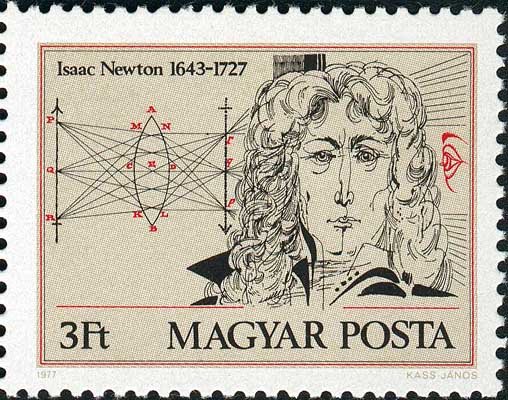 Isaac Newton 1643-1727
A
P M N r
Q C D q
R K L p
B
3Ft MAGYAR POSTA
1977 KASS JÁNOS